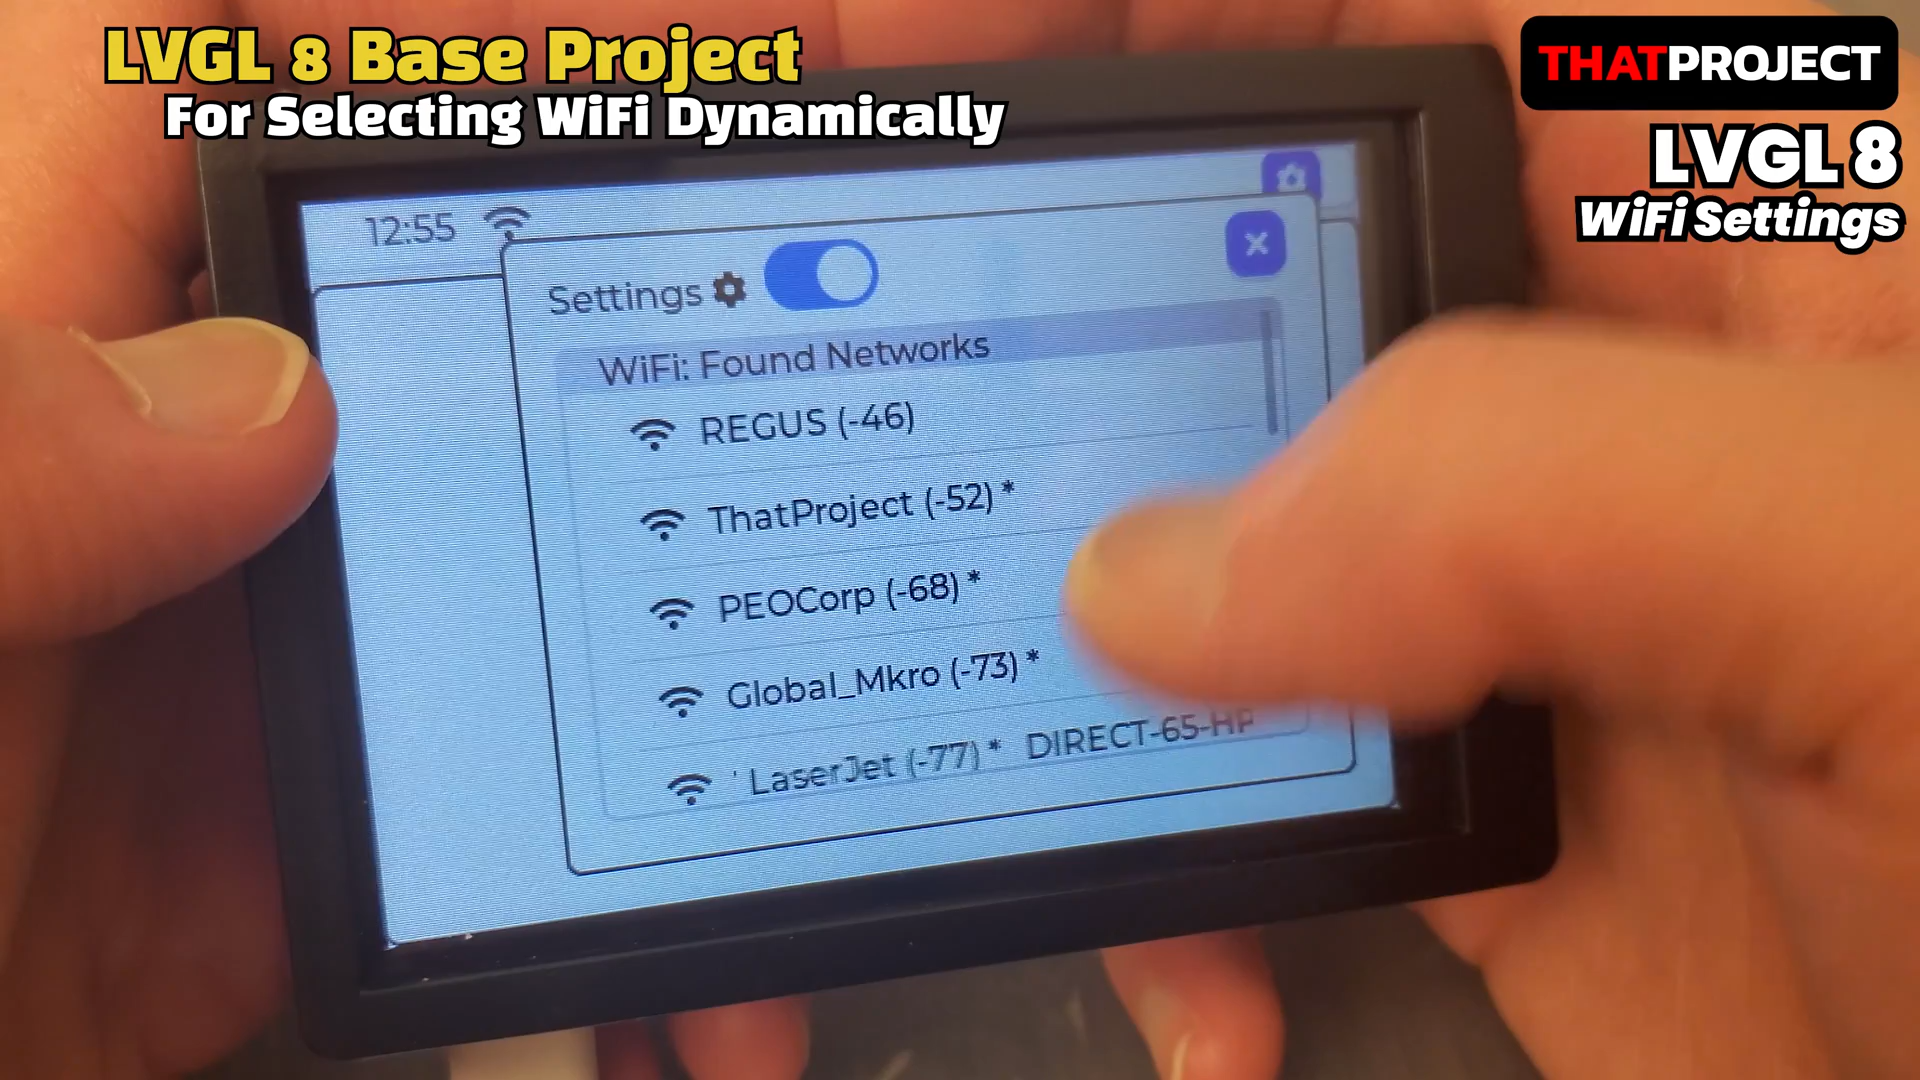 LVGL 8 Base Project
For Selecting WiFi Dynamically
THATPROJECT
LVGL 8
WiFi Settings
12:55
Settings
WiFi: Found Networks
REGUS (-46)
ThatProject (-52) *
PEOCorp (-68) *
Global_Mkro (-73) *
LaserJet (-77) * DIRECT-65-HP